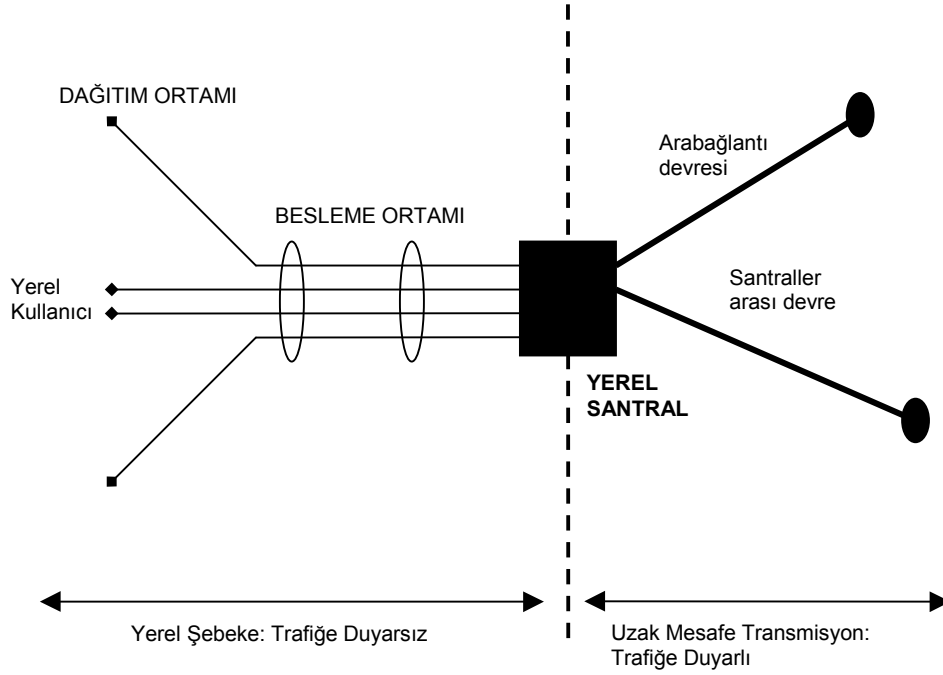 DAĞITIM ORTAMI
Arabağlantı
devresi
BESLEME ORTAMI
Yerel
Kullanıcı
Santraller
arası devre
YEREL
SANTRAL
Yerel Şebeke: Trafiğe Duyarsız
Uzak Mesafe Transmisyon:
Trafiğe Duyarlı